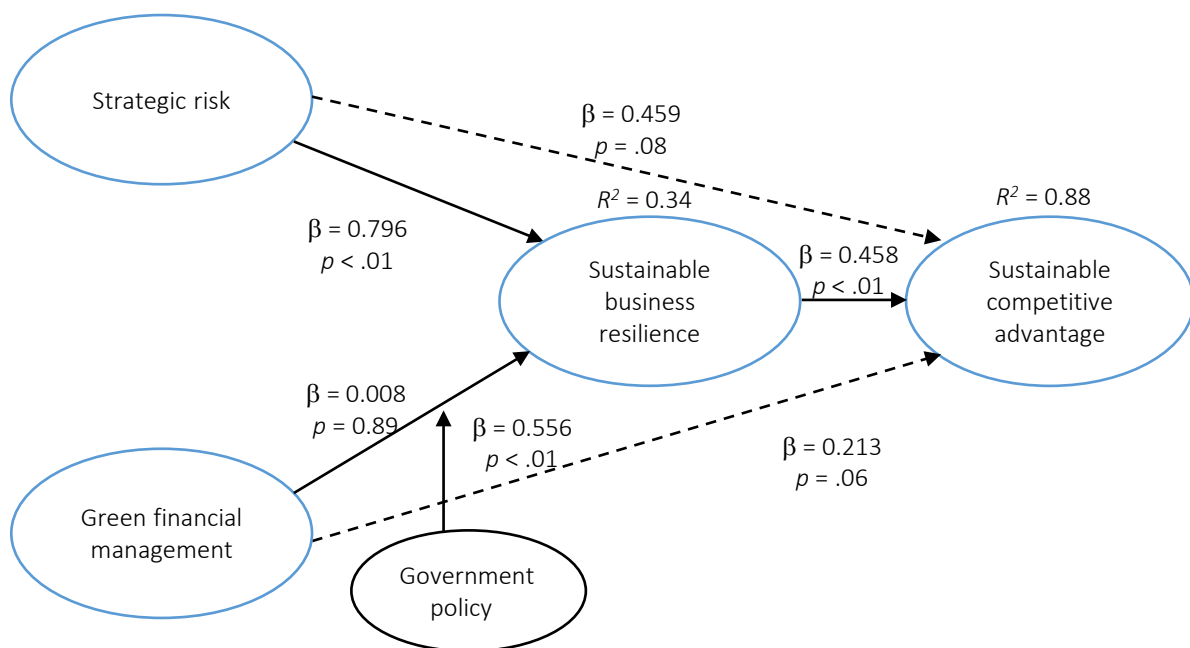 Strategic risk
β = 0.459
p = .08
R² = 0.34
R² = 0.88
β = 0.796
p < .01
Sustainable
business
resilience
β = 0.458
p < .01
Sustainable
competitive
advantage
β = 0.008
p = 0.89
β = 0.556
p < .01
β = 0.213
p = .06
Green financial
management
Government
policy